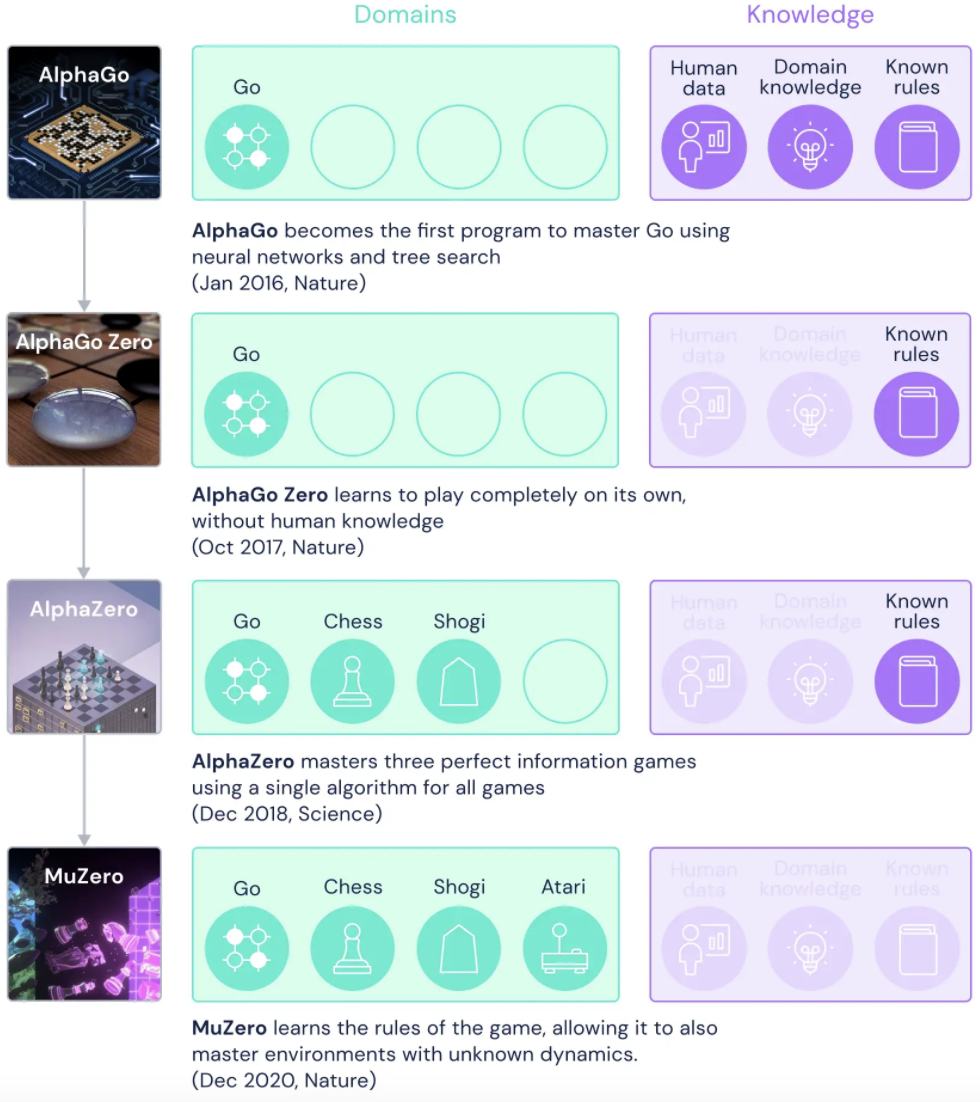 Domains
Knowledge
AlphaGo
Go
Human
data
Domain
knowledge
Known
rules
AlphaGo becomes the first program to master Go using
neural networks and tree search
(Jan 2016, Nature)
AlphaGo Zero
Go
Human
data
Domain
knowledge
Known
rules
AlphaGo Zero learns to play completely on its own,
without human knowledge
(Oct 2017, Nature)
AlphaZero
Go
Chess
Shogi
Human
data
Domain
knowledge
Known
rules
AlphaZero masters three perfect information games
using a single algorithm for all games
(Dec 2018, Science)
MuZero
Go
Chess
Shogi
Atari
Human
data
Domain
knowledge
Known
rules
MuZero learns the rules of the game, allowing it to also
master environments with unknown dynamics.
(Dec 2020, Nature)